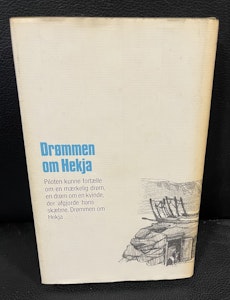 Drømmen
om Hekja
Piloten kunne fortælle
om en mærkelig drøm,
en drøm om en kvinde,
der afgjorde hans
skæbne. Drømmen om
Hekja ...